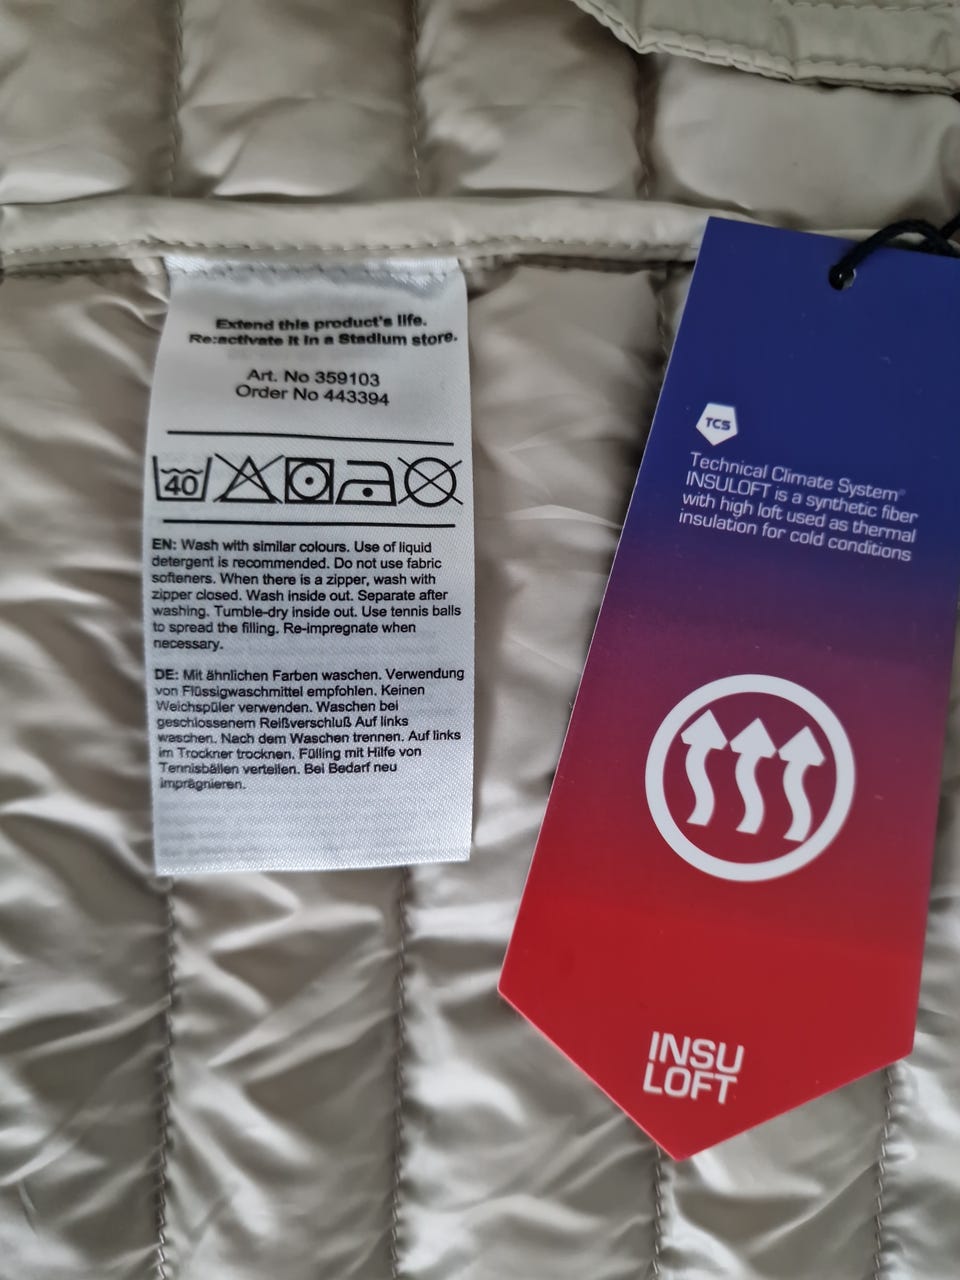 Extend this product's life.
Re:activate it in a Stadium store.
Art. No 359103
Order No 443394
40
EN: Wash with similar colours. Use of liquid
detergent is recommended. Do not use fabric
softeners. When there is a zipper, wash with
zipper closed. Wash inside out. Separate after
washing. Tumble-dry inside out. Use tennis balls
to spread the filling. Re-impregnate when
necessary.
DE: Mit ähnlichen Farben waschen. Verwendung
von Flüssigwaschmittel empfohlen. Keinen
Weichspüler verwenden. Waschen bei
geschlossenem Reißverschluß Auf links
waschen. Nach dem Waschen trennen. Auf links
im Trockner trocknen. Fülling mit Hilfe von
Tennisbällen verteilen. Bei Bedarf neu
imprägnieren.
TCS
Technical Climate System®
INSULOFT is a synthetic fiber
with high loft used as thermal
insulation for cold conditions
INSU
LOFT